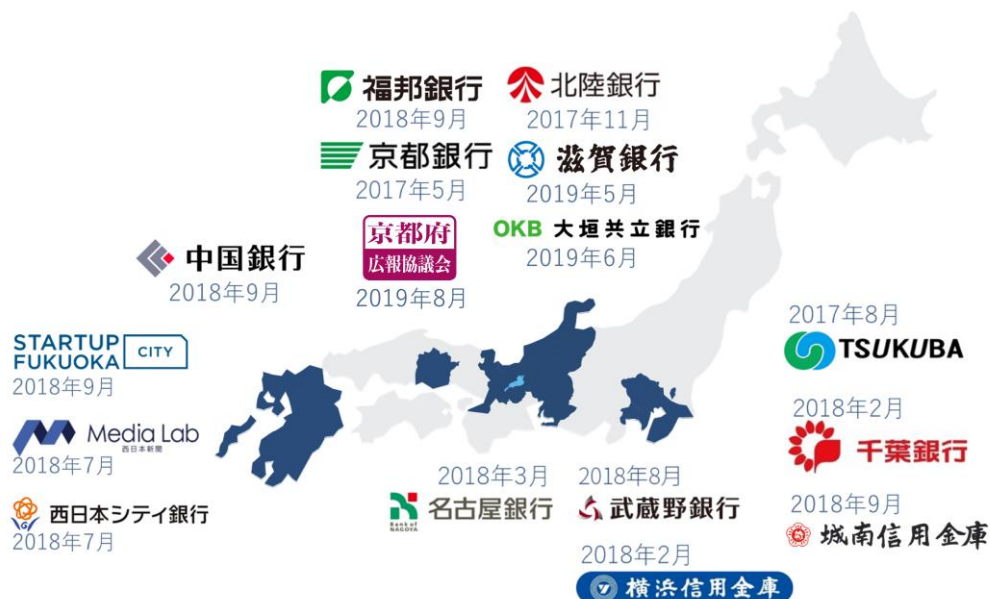 福邦銀行
2018年9月
北陸銀行
2017年11月
京都銀行
2017年5月
滋賀銀行
2019年5月
京都府
広報協議会
2019年8月
OKB 大垣共立銀行
2019年6月
中国銀行
2018年9月
STARTUP
FUKUOKA
CITY
2018年9月
Media Lab
西日本新聞
2018年7月
西日本シティ銀行
2018年7月
2017年8月
TSUKUBA
2018年2月
千葉銀行
2018年9月
城南信用金庫
2018年3月
名古屋銀行
Bank of
NAGOYA
2018年8月
武蔵野銀行
2018年2月
横浜信用金庫